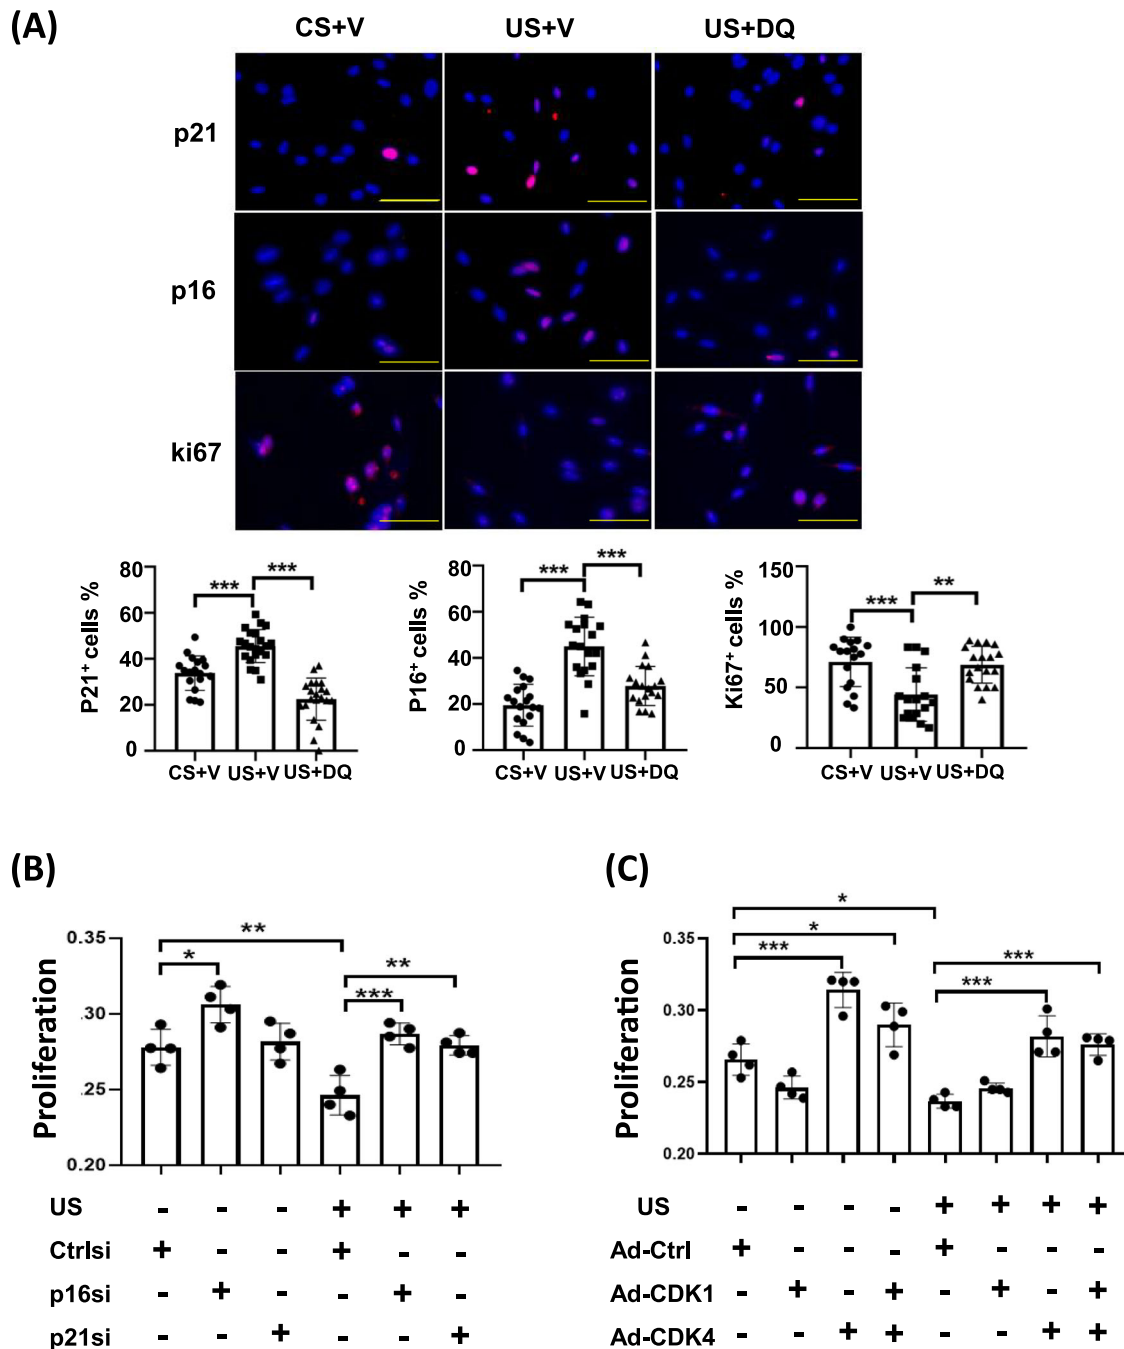 (A)
CS+V US+V US+DQ
p21
p16
ki67
*** ***
80
60
40
20
0
P21+ cells %
CS+V US+V US+DQ
*** ***
80
60
40
20
0
P16+ cells %
CS+V US+V US+DQ
*** **
150
100
50
0
Ki67+ cells %
CS+V US+V US+DQ
(B)
** * ** ***
0.35
0.30
0.25
0.20
Proliferation
US - - - + + +
Ctrlsi + - - + - -
p16si - + - - + -
p21si - - + - - +
(C)
* * *** *** ***
0.35
0.30
0.25
0.20
Proliferation
US - - - - + + + +
Ad-Ctrl + - - - + - - -
Ad-CDK1 - + - + - + - +
Ad-CDK4 - - + + - - + +